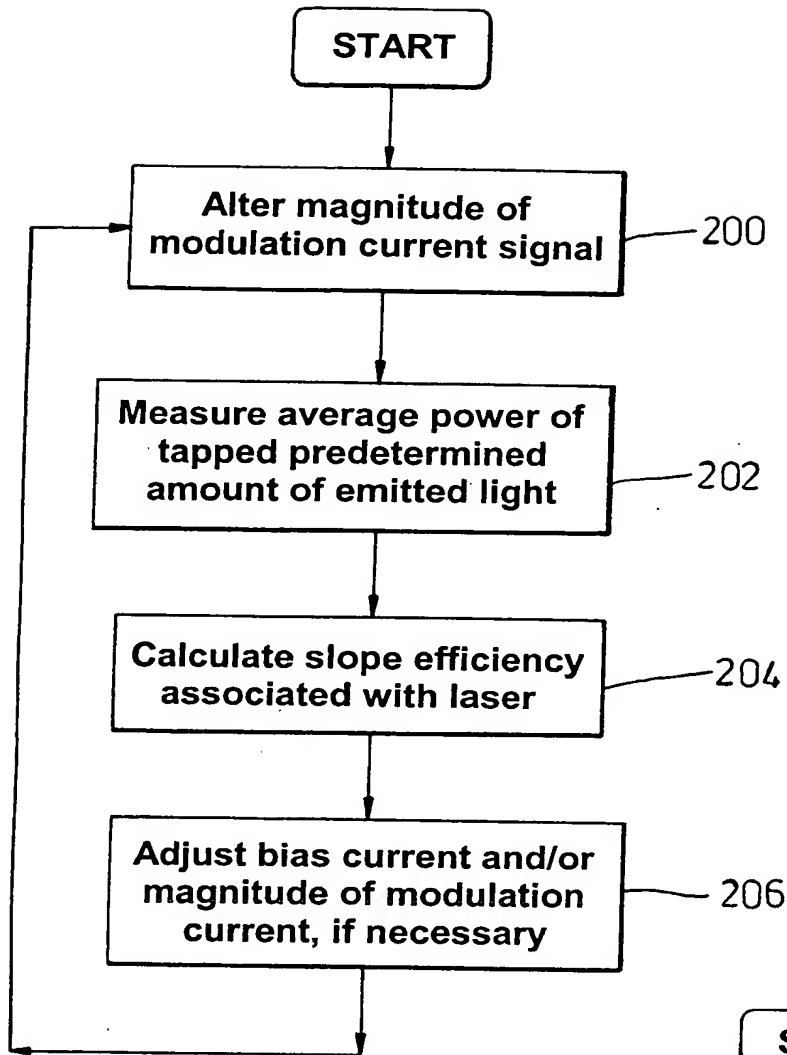 START
Alter magnitude of
modulation current signal
200
Measure average power of
tapped predetermined
amount of emitted light
202
Calculate slope efficiency
associated with laser
204
Adjust bias current and/or
magnitude of modulation
current, if necessary
206